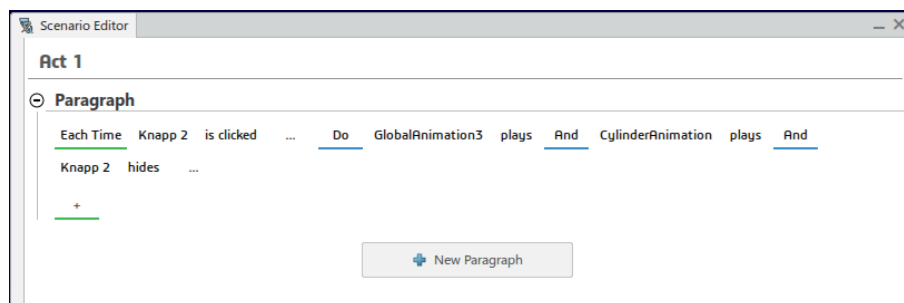 Scenario Editor
Act 1
Paragraph
Each Time Knapp 2 is clicked ... Do GlobalAnimation3 plays And CylinderAnimation plays And
Knapp 2 hides ...
+
New Paragraph